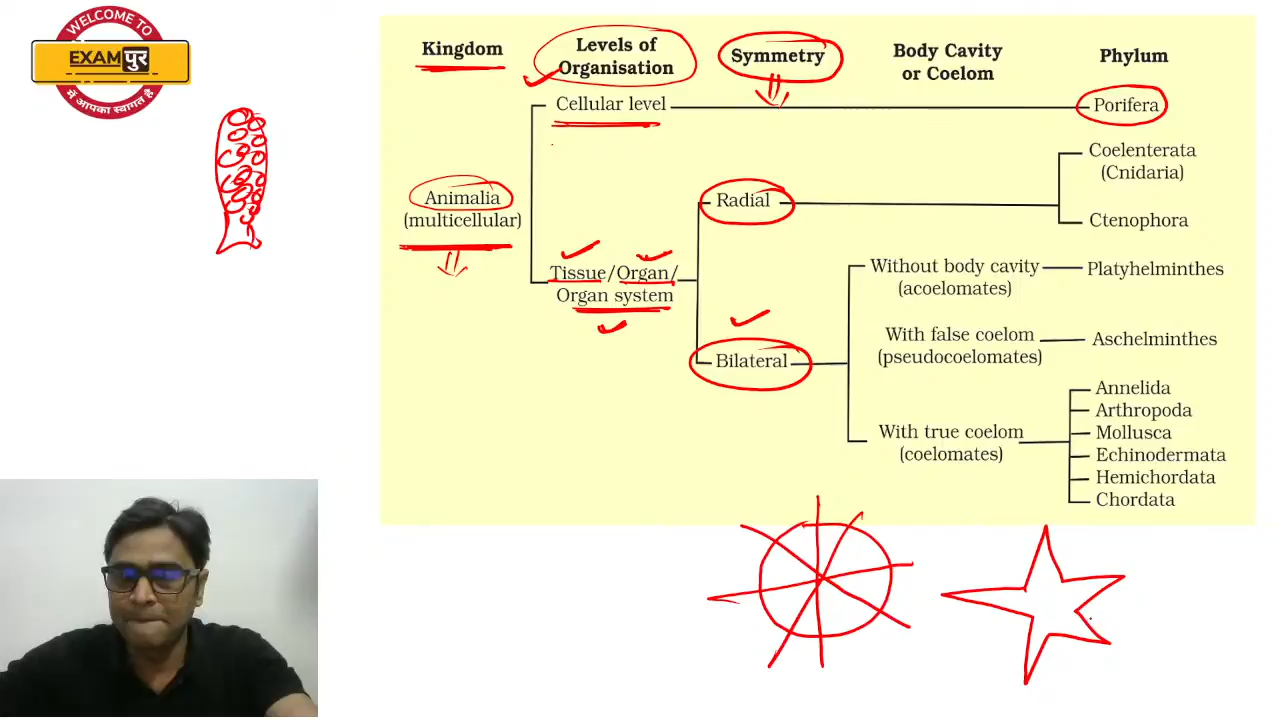 WELCOME TO
EXAMपुर
में आपका स्वागत है
Kingdom
Levels of
Organisation
Symmetry
Body Cavity
or Coelom
Phylum
Cellular level
Porifera
Coelenterata
(Cnidaria)
Animalia
(multicellular)
Radial
Ctenophora
Tissue/Organ/
Organ system
Without body cavity
(acoelomates)
Platyhelminthes
With false coelom
(pseudocoelomates)
Aschelminthes
Bilateral
Annelida
Arthropoda
With true coelom
(coelomates)
Mollusca
Echinodermata
Hemichordata
Chordata